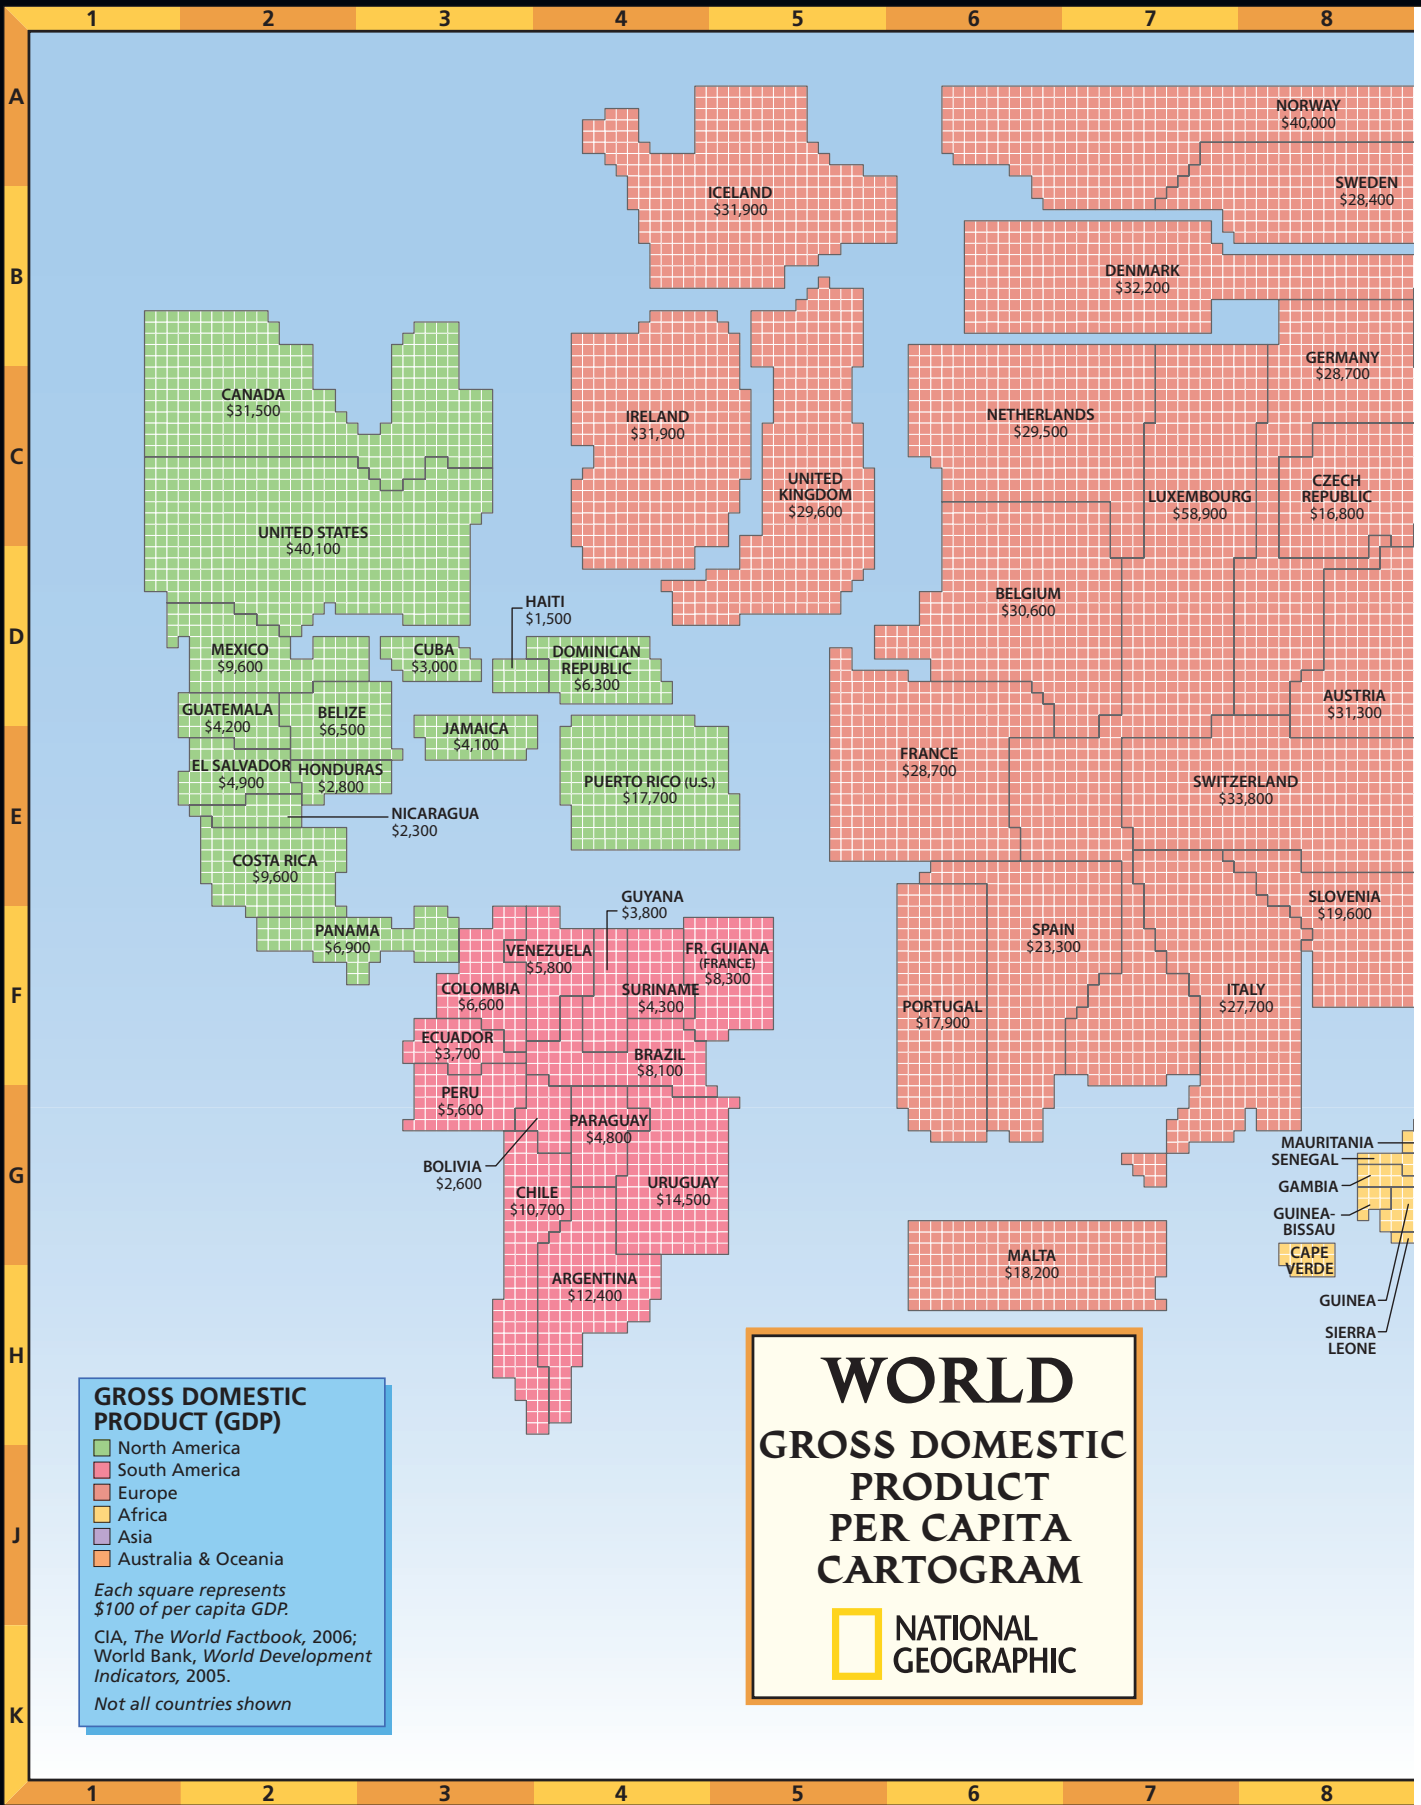 1 2 3 4 5 6 7 8
A
B
C
D
E
F
G
H
J
K
NORWAY
$40,000
SWEDEN
$28,400
ICELAND
$31,900
DENMARK
$32,200
GERMANY
$28,700
CANADA
$31,500
IRELAND
$31,900
NETHERLANDS
$29,500
UNITED
KINGDOM
$29,600
LUXEMBOURG
$58,900
CZECH
REPUBLIC
$16,800
UNITED STATES
$40,100
BELGIUM
$30,600
HAITI
$1,500
MEXICO
$9,600
CUBA
$3,000
DOMINICAN
REPUBLIC
$6,300
AUSTRIA
$31,300
GUATEMALA
$4,200
BELIZE
$6,500
JAMAICA
$4,100
FRANCE
$28,700
EL SALVADOR
$4,900
HONDURAS
$2,800
PUERTO RICO (U.S.)
$17,700
SWITZERLAND
$33,800
NICARAGUA
$2,300
COSTA RICA
$9,600
GUYANA
$3,800
SLOVENIA
$19,600
PANAMA
$6,900
VENEZUELA
$5,800
FR. GUIANA
(FRANCE)
$8,300
SPAIN
$23,300
COLOMBIA
$6,600
SURINAME
$4,300
PORTUGAL
$17,900
ITALY
$27,700
ECUADOR
$3,700
BRAZIL
$8,100
PERU
$5,600
PARAGUAY
$4,800
BOLIVIA
$2,600
CHILE
$10,700
URUGUAY
$14,500
MAURITANIA
SENEGAL
GAMBIA
GUINEA-
BISSAU
CAPE
VERDE
GUINEA
SIERRA
LEONE
MALTA
$18,200
ARGENTINA
$12,400
GROSS DOMESTIC
PRODUCT (GDP)
North America
South America
Europe
Africa
Asia
Australia & Oceania
Each square represents
$100 of per capita GDP.
CIA, The World Factbook, 2006;
World Bank, World Development
Indicators, 2005.
Not all countries shown
WORLD
GROSS DOMESTIC
PRODUCT
PER CAPITA
CARTOGRAM
NATIONAL
GEOGRAPHIC
1 2 3 4 5 6 7 8